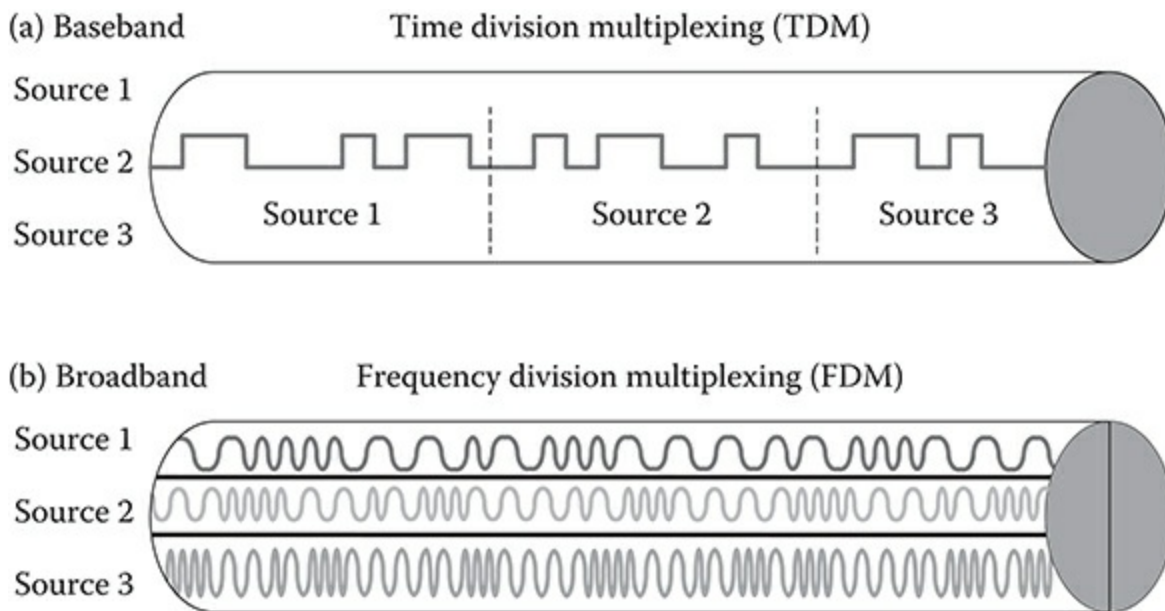 (a) Baseband Time division multiplexing (TDM)
Source 1
Source 2
Source 3
Source 1 Source 2 Source 3
(b) Broadband Frequency division multiplexing (FDM)
Source 1
Source 2
Source 3